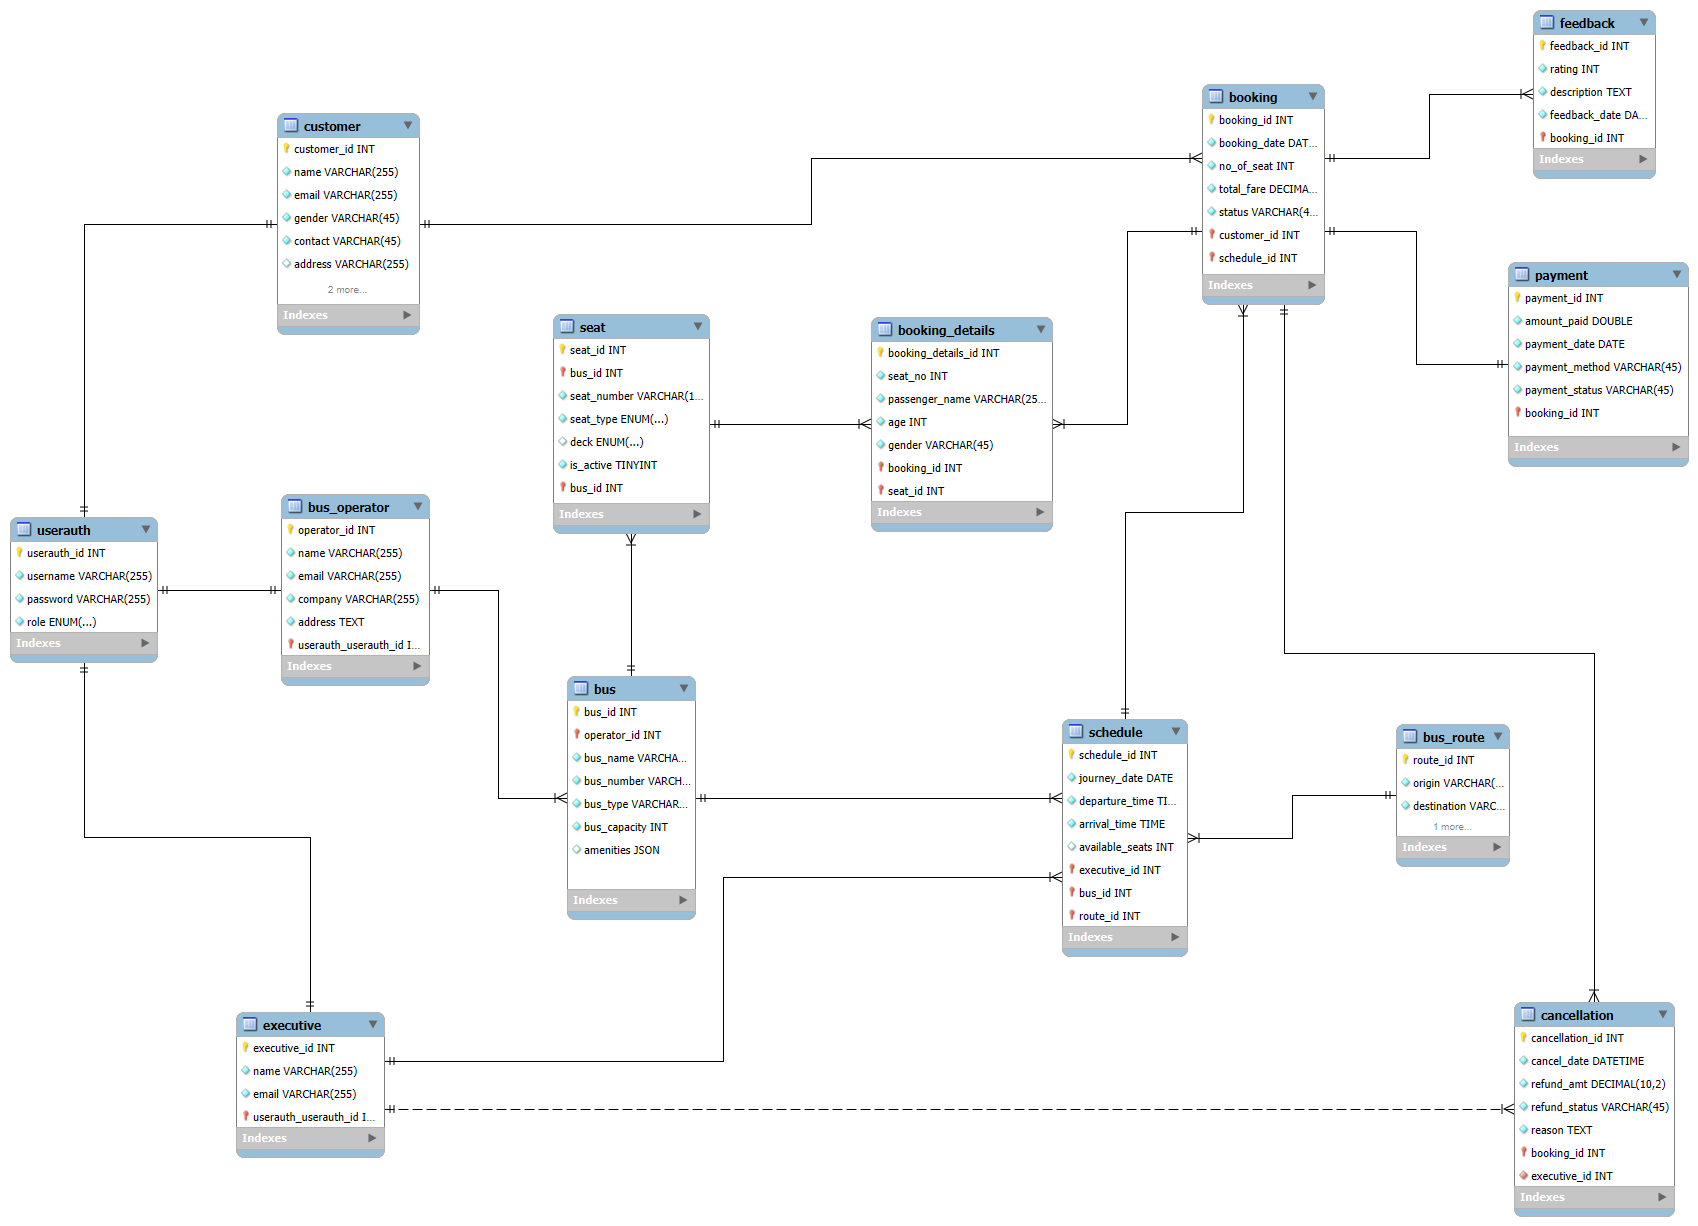 feedback
feedback_id INT
rating INT
description TEXT
feedback_date DA...
booking_id INT
Indexes
booking
booking_id INT
booking_date DAT...
no_of_seat INT
total_fare DECIMA...
status VARCHAR(4...
customer_id INT
schedule_id INT
Indexes
customer
customer_id INT
name VARCHAR(255)
email VARCHAR(255)
gender VARCHAR(45)
contact VARCHAR(45)
address VARCHAR(255)
2 more...
Indexes
payment
payment_id INT
amount_paid DOUBLE
payment_date DATE
payment_method VARCHAR(45)
payment_status VARCHAR(45)
booking_id INT
Indexes
seat
seat_id INT
bus_id INT
seat_number VARCHAR(1...
seat_type ENUM(...)
deck ENUM(...)
is_active TINYINT
bus_id INT
Indexes
booking_details
booking_details_id INT
seat_no INT
passenger_name VARCHAR(25...
age INT
gender VARCHAR(45)
booking_id INT
seat_id INT
Indexes
userauth
userauth_id INT
username VARCHAR(255)
password VARCHAR(255)
role ENUM(...)
Indexes
bus_operator
operator_id INT
name VARCHAR(255)
email VARCHAR(255)
company VARCHAR(255)
address TEXT
userauth_userauth_id I...
Indexes
bus
bus_id INT
operator_id INT
bus_name VARCHA...
bus_number VARCH...
bus_type VARCHAR...
bus_capacity INT
amenities JSON
Indexes
schedule
schedule_id INT
journey_date DATE
departure_time TI...
arrival_time TIME
available_seats INT
executive_id INT
bus_id INT
route_id INT
Indexes
bus_route
route_id INT
origin VARCHAR(...
destination VARC...
1 more...
Indexes
executive
executive_id INT
name VARCHAR(255)
email VARCHAR(255)
userauth_userauth_id I...
Indexes
cancellation
cancellation_id INT
cancel_date DATETIME
refund_amt DECIMAL(10,2)
refund_status VARCHAR(45)
reason TEXT
booking_id INT
executive_id INT
Indexes